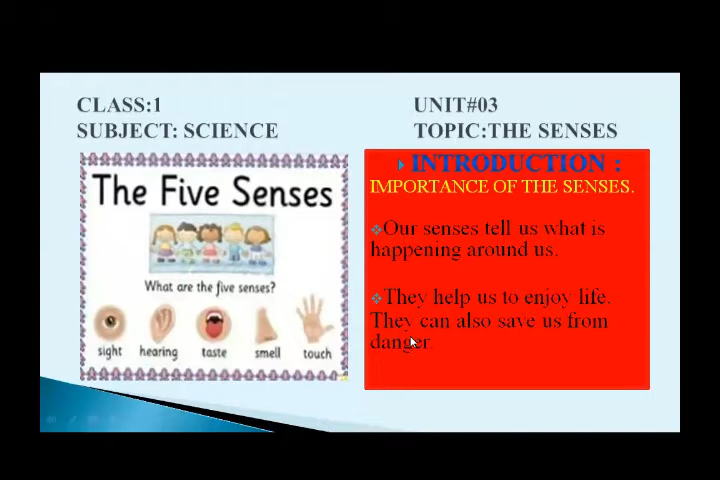 CLASS:1
UNIT#03
SUBJECT: SCIENCE
TOPIC:THE SENSES
The Five Senses
What are the five senses?
sight hearing taste smell touch
INTRODUCTION :
IMPORTANCE OF THE SENSES.
Our senses tell us what is
happening around us.
They help us to enjoy life.
They can also save us from
danger.